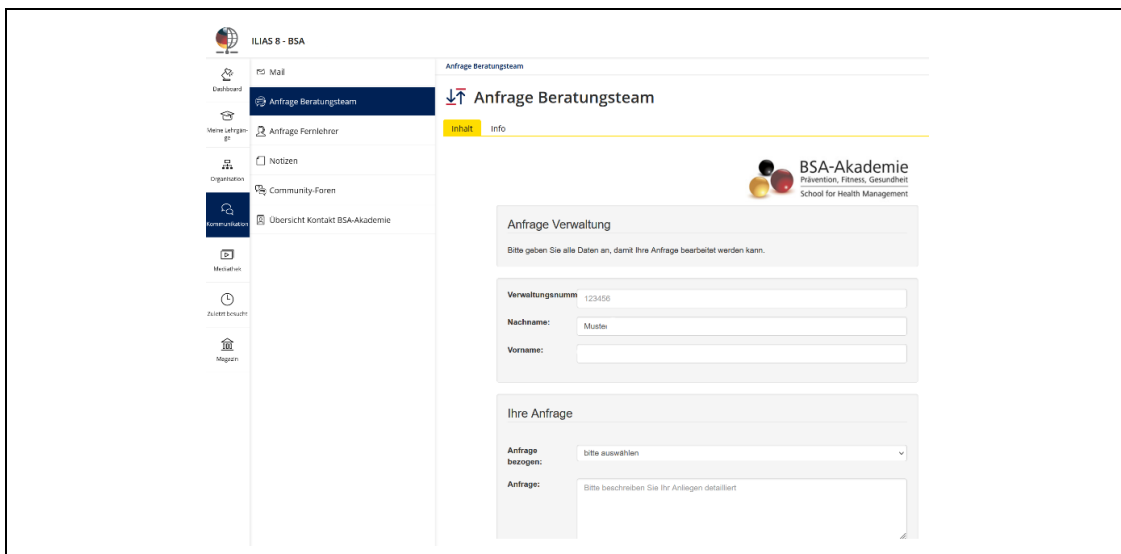 ILIAS 8 - BSA
Dashboard
Meine Lehrgän-
ge
Organisation
Kommunikation
Mediathek
Zuletzt besucht
Magazin
Mail
Anfrage Beratungsteam
Anfrage Fernlehrer
Notizen
Community-Foren
Übersicht Kontakt BSA-Akademie
Anfrage Beratungsteam
Anfrage Beratungsteam
Inhalt Info
BSA-Akademie
Prävention, Fitness, Gesundheit
School for Health Management
Anfrage Verwaltung
Bitte geben Sie alle Daten an, damit Ihre Anfrage bearbeitet werden kann.
Verwaltungsnumm 123456
Nachname: Muster
Vorname:
Ihre Anfrage
Anfrage
bezogen: bitte auswählen
Anfrage: Bitte beschreiben Sie Ihr Anliegen detailliert